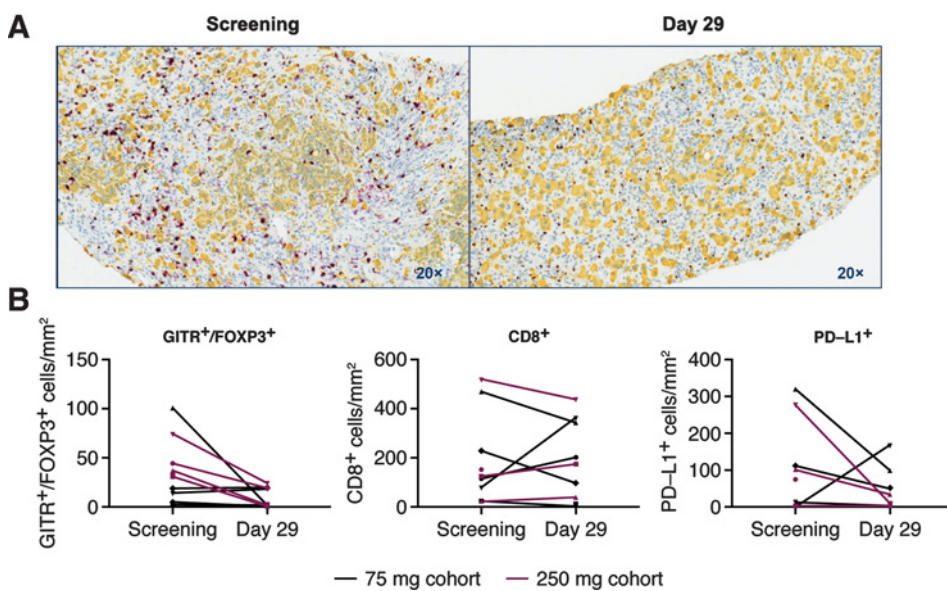 A
Screening
Day 29
20×
20×
B
GITR⁺/FOXP3⁺
CD8⁺
PD–L1⁺
GITR⁺/FOXP3⁺ cells/mm²
150
100
50
0
Screening
Day 29
CD8⁺ cells/mm²
600
400
200
0
Screening
Day 29
PD–L1⁺ cells/mm²
400
300
200
100
0
Screening
Day 29
75 mg cohort
250 mg cohort